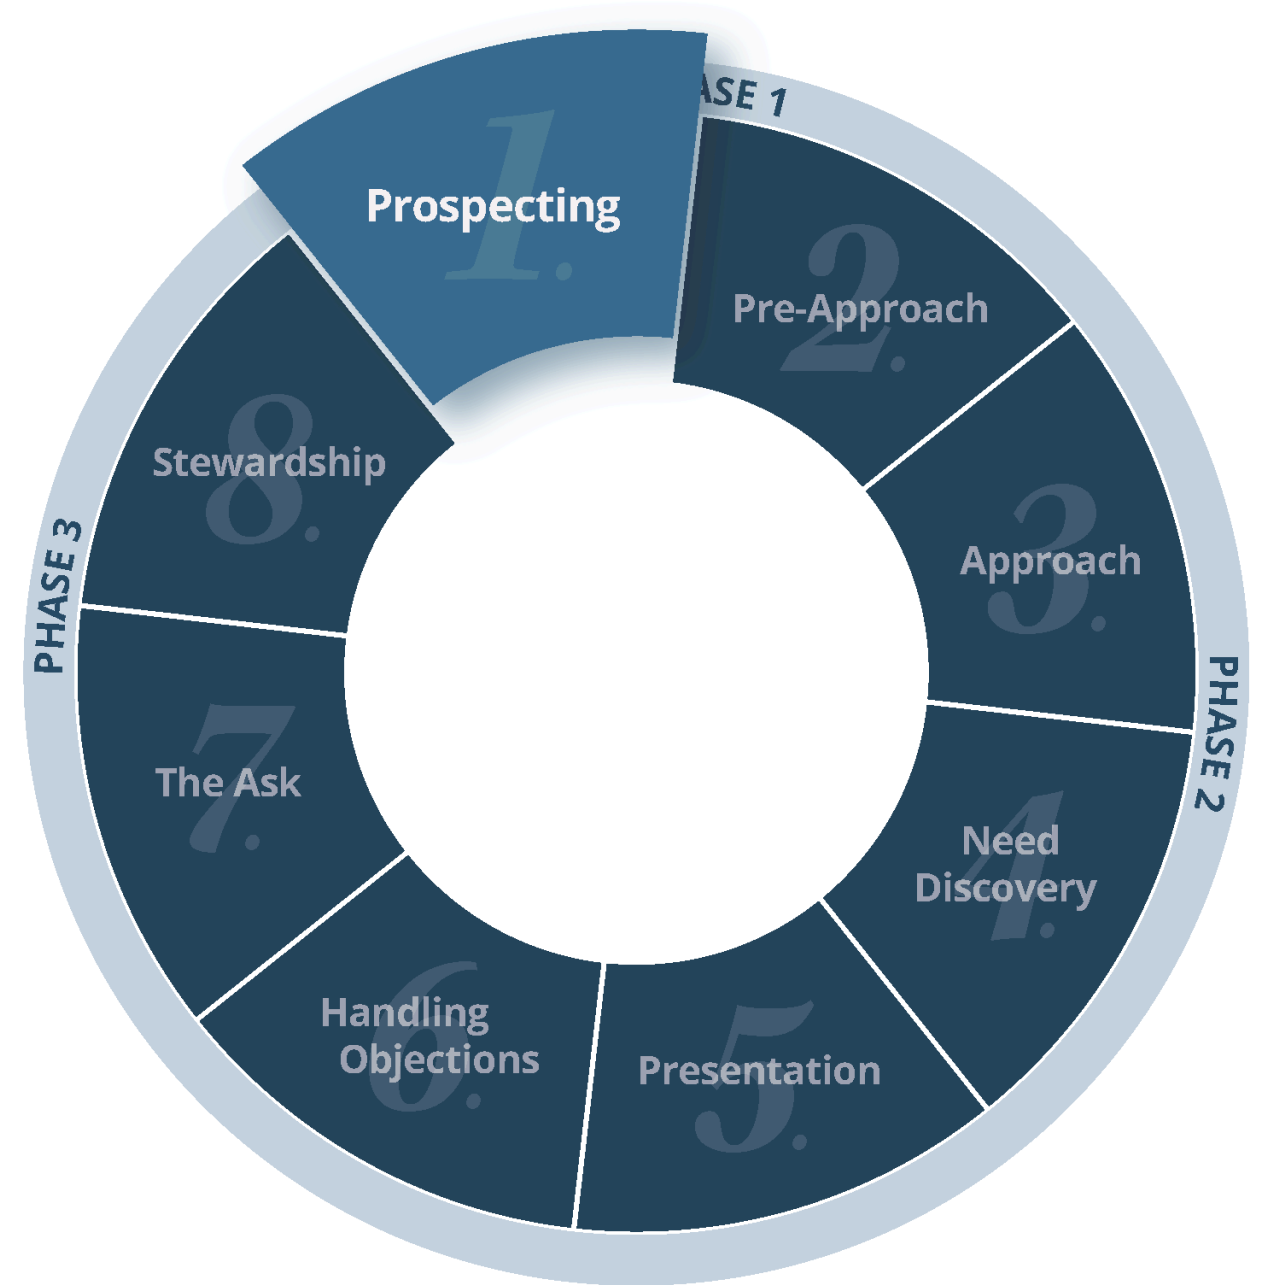 ASE 1
1.
Prospecting
2.
Pre-Approach
3.
Approach
PHASE 2
4.
Need
Discovery
5.
Presentation
6.
Handling
Objections
7.
The Ask
PHASE 3
8.
Stewardship